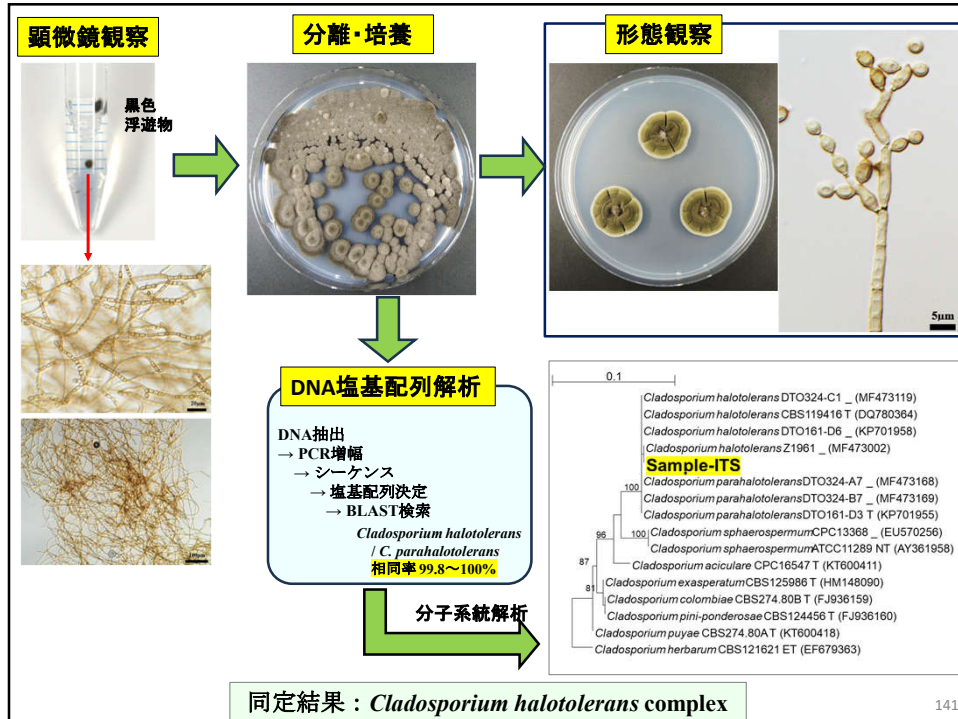 顕微鏡観察
黒色
浮遊物
分離・培養
形態観察
5µm
DNA塩基配列解析
DNA抽出
→ PCR増幅
→ シーケンス
→ 塩基配列決定
→ BLAST検索
Cladosporium halotolerans
/ C. parahalotolerans
相同率 99.8～100%
分子系統解析
0.1
Cladosporium halotolerans DTO324-C1 _ (MF473119)
Cladosporium halotolerans CBS119416 T (DQ780364)
Cladosporium halotolerans DTO161-D6 _ (KP701958)
Cladosporium halotolerans Z1961 _ (MF473002)
Sample-ITS
Cladosporium parahalotolerans DTO324-A7 _ (MF473168)
100
Cladosporium parahalotolerans DTO324-B7 _ (MF473169)
Cladosporium parahalotolerans DTO161-D3 T (KP701955)
Cladosporium sphaerospermum CPC13368 _ (EU570256)
96
100
Cladosporium sphaerospermum ATCC11289 NT (AY361958)
87
Cladosporium aciculare CPC16547 T (KT600411)
Cladosporium exasperatum CBS125986 T (HM148090)
81
Cladosporium colombiae CBS274.80B T (FJ936159)
Cladosporium pini-ponderosae CBS124456 T (FJ936160)
Cladosporium puyae CBS274.80A T (KT600418)
Cladosporium herbarum CBS121621 ET (EF679363)
同定結果：Cladosporium halotolerans complex
141